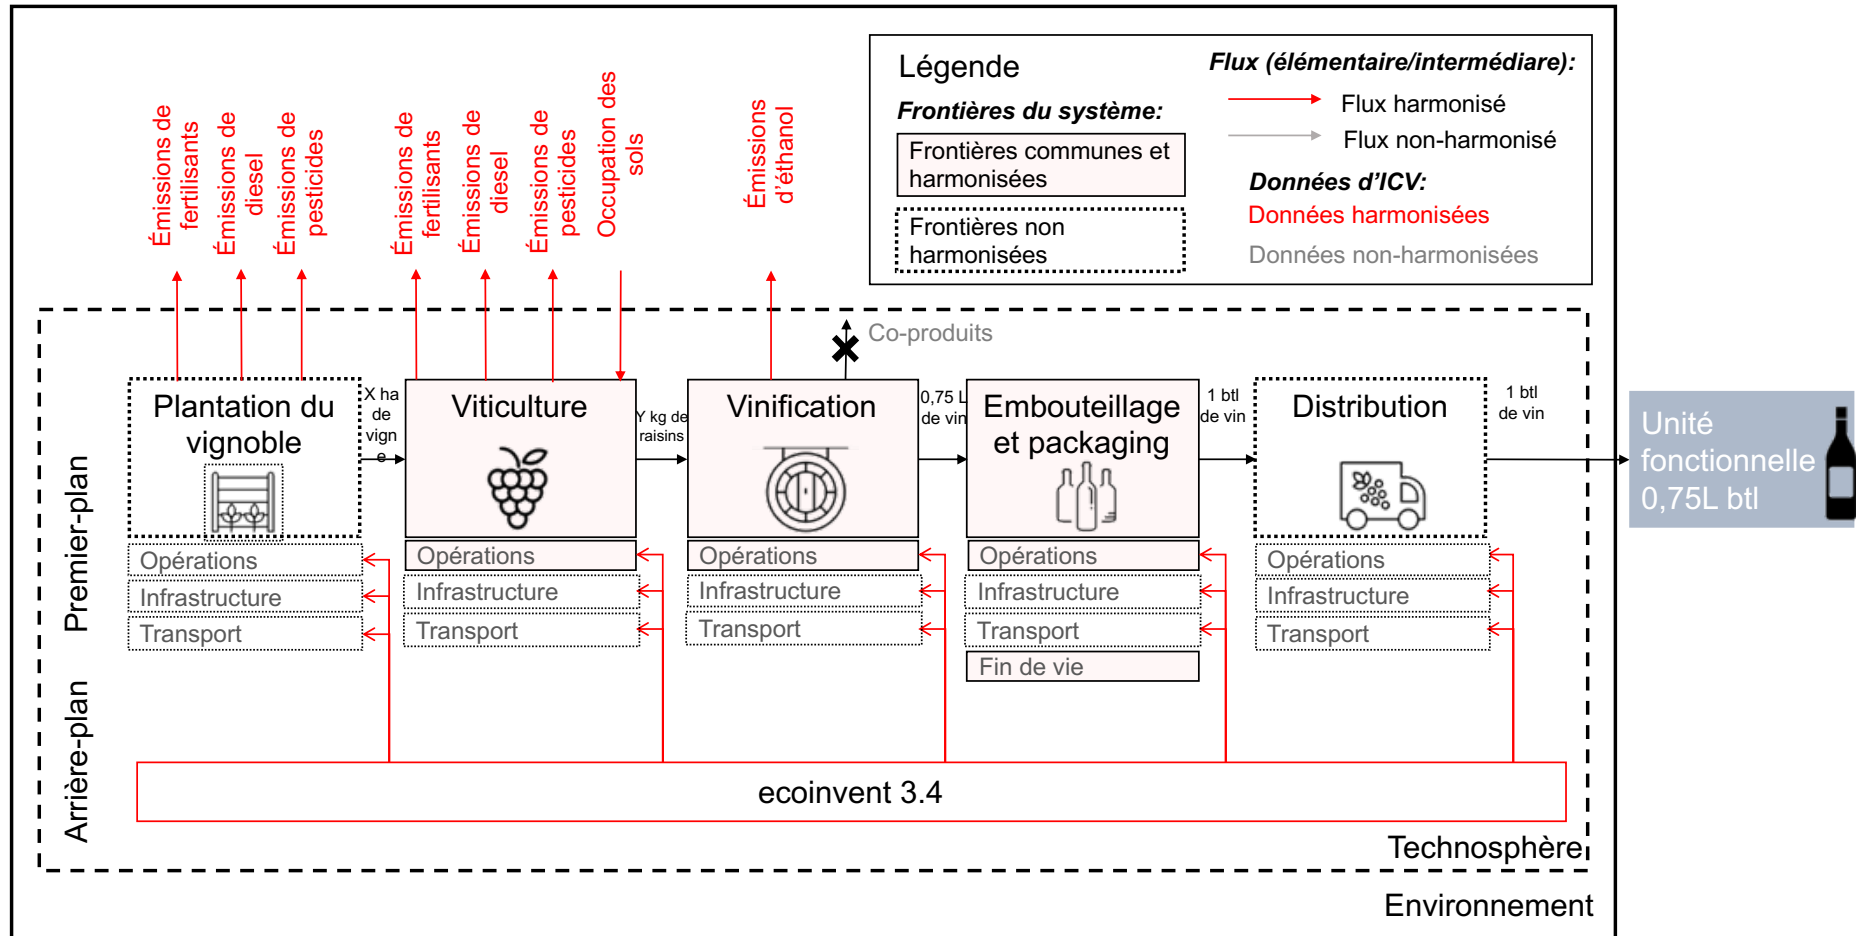 Légende
Frontières du système:
Frontières communes et
harmonisées
Frontières non
harmonisées
Flux (élémentaire/intermédiare):
Flux harmonisé
Flux non-harmonisé
Données d'ICV:
Données harmonisées
Données non-harmonisées
Émissions de
fertilisants
Émissions de
diesel
Émissions de
pesticides
Émissions de
fertilisants
Émissions de
diesel
Émissions de
pesticides
Occupation des
sols
Émissions
d'éthanol
Co-produits
Premier-plan
Arrière-plan
Plantation du
vignoble
Opérations
Infrastructure
Transport
X ha
de
vign
e
Viticulture
Opérations
Infrastructure
Transport
Y kg de
raisins
Vinification
Opérations
Infrastructure
Transport
0,75 L
de vin
Embouteillage
et packaging
Opérations
Infrastructure
Transport
Fin de vie
1 btl
de vin
Distribution
Opérations
Infrastructure
Transport
1 btl
de vin
Unité
fonctionnelle
0,75L btl
ecoinvent 3.4
Technosphère
Environnement